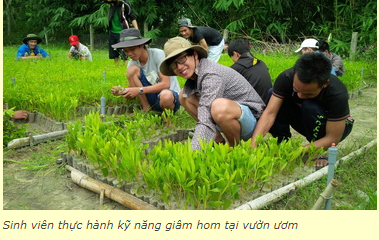 Sinh viên thực hành kỹ năng giâm hom tại vườn ươm